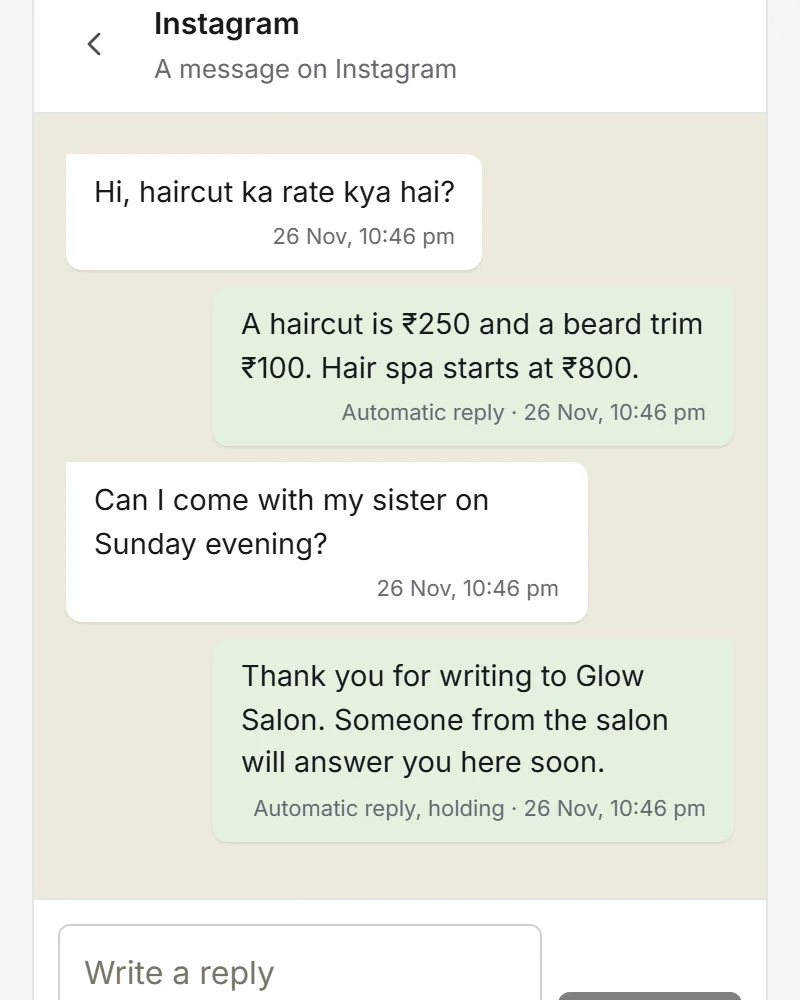 Instagram
A message on Instagram
Hi, haircut ka rate kya hai?
26 Nov, 10:46 pm
A haircut is ₹250 and a beard trim
₹100. Hair spa starts at ₹800.
Automatic reply · 26 Nov, 10:46 pm
Can I come with my sister on
Sunday evening?
26 Nov, 10:46 pm
Thank you for writing to Glow
Salon. Someone from the salon
will answer you here soon.
Automatic reply, holding · 26 Nov, 10:46 pm
Write a reply